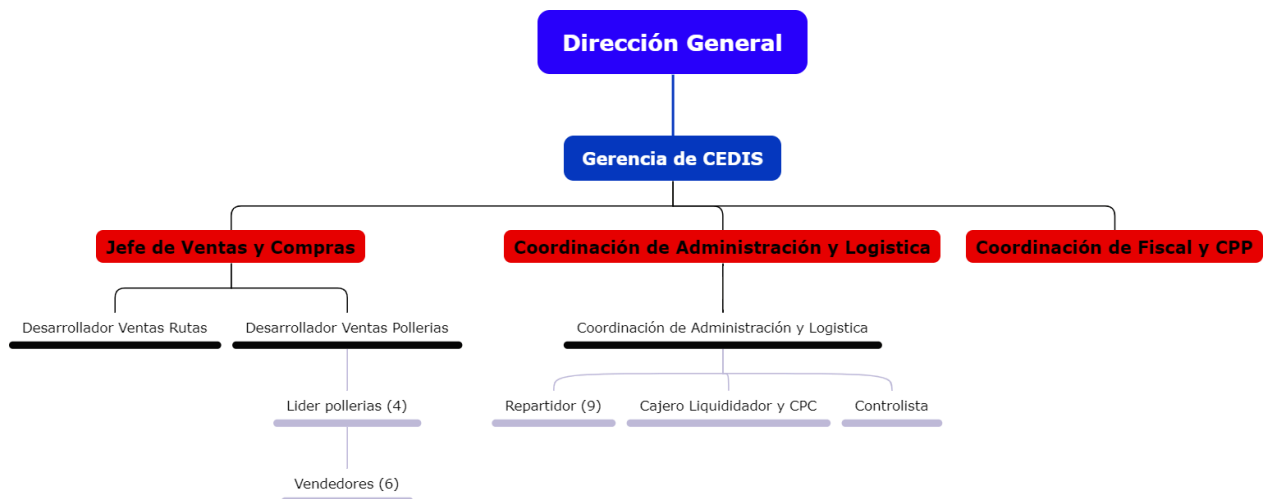 Dirección General
Gerencia de CEDIS
Jefe de Ventas y Compras
Coordinación de Administración y Logistica
Coordinación de Fiscal y CPP
Desarrollador Ventas Rutas
Desarrollador Ventas Pollerias
Coordinación de Administración y Logistica
Lider pollerias (4)
Repartidor (9)
Cajero Liquididador y CPC
Controlista
Vendedores (6)